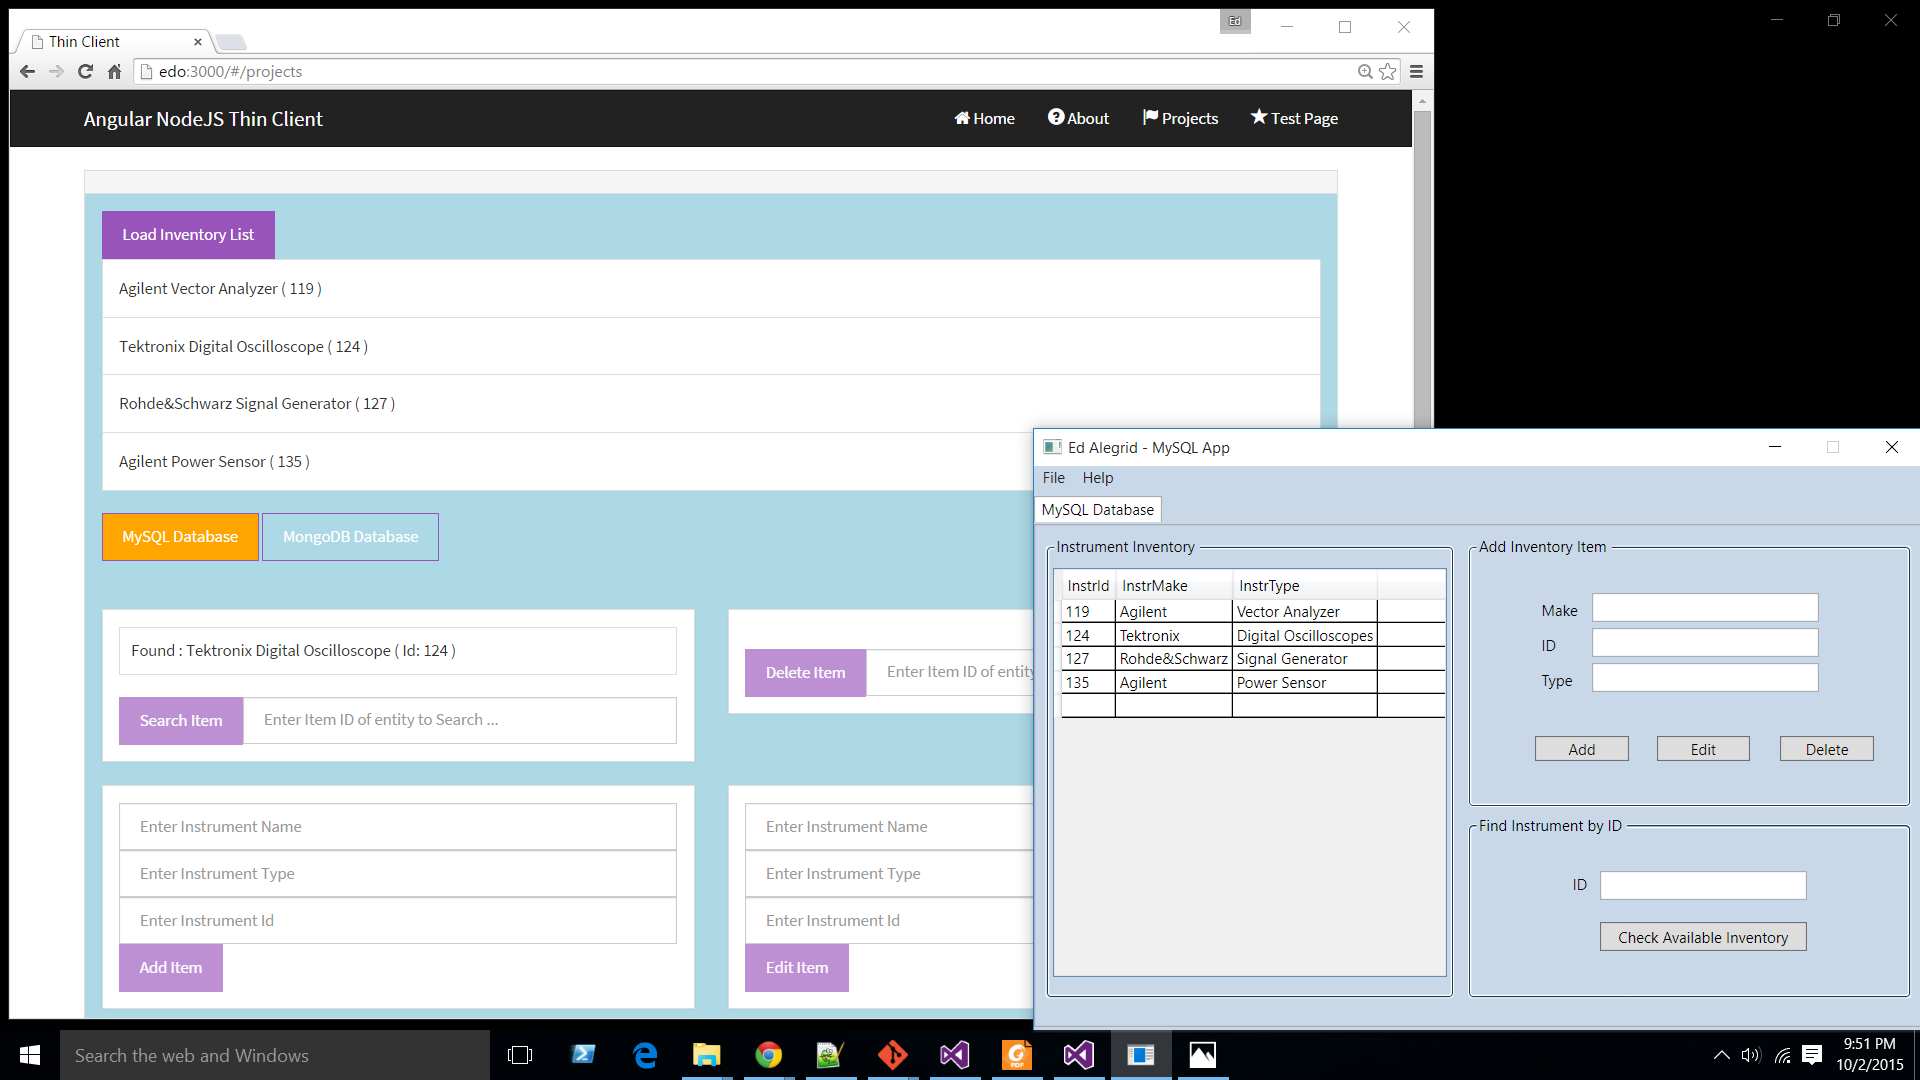 Thin Client
Ed
edo:3000/#/projects
Angular NodeJS Thin Client
Home
About
Projects
Test Page
Load Inventory List
Agilent Vector Analyzer ( 119 )
Tektronix Digital Oscilloscope ( 124 )
Rohde&Schwarz Signal Generator ( 127 )
Agilent Power Sensor ( 135 )
MySQL Database
MongoDB Database
Found : Tektronix Digital Oscilloscope ( Id: 124 )
Search Item
Enter Item ID of entity to Search ...
Delete Item
Enter Item ID of entity
Enter Instrument Name
Enter Instrument Type
Enter Instrument Id
Add Item
Enter Instrument Name
Enter Instrument Type
Enter Instrument Id
Edit Item
Ed Alegrid - MySQL App
File Help
MySQL Database
Instrument Inventory
InstrId InstrMake InstrType
119 Agilent Vector Analyzer
124 Tektronix Digital Oscilloscopes
127 Rohde&Schwarz Signal Generator
135 Agilent Power Sensor
Add Inventory Item
Make
ID
Type
Add Edit Delete
Find Instrument by ID
ID
Check Available Inventory
Search the web and Windows
PDF
9:51 PM
10/2/2015